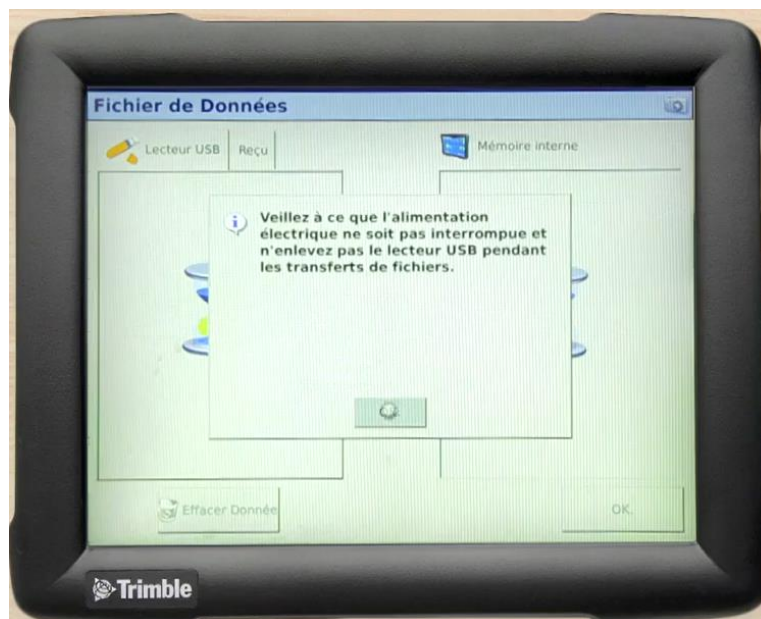 Fichier de Données
Lecteur USB
Reçu
Mémoire interne
Veillez à ce que l'alimentation
électrique ne soit pas interrompue et
n'enlevez pas le lecteur USB pendant
les transferts de fichiers.
Effacer Donnée
OK.
Trimble